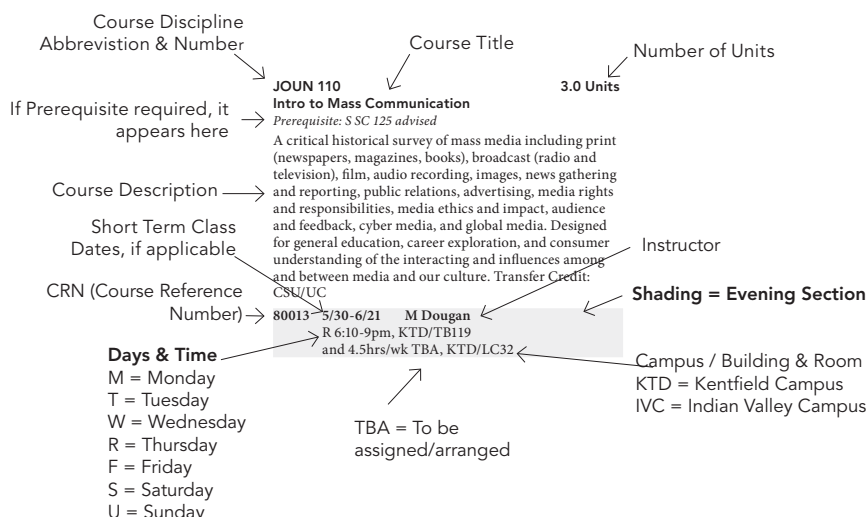 Course Discipline
Abbrevistion & Number
Course Title
Number of Units
JOUN 110
3.0 Units
Intro to Mass Communication
If Prerequisite required, it
appears here
Prerequisite: S SC 125 advised
A critical historical survey of mass media including print
(newspapers, magazines, books), broadcast (radio and
television), film, audio recording, images, news gathering
and reporting, public relations, advertising, media rights
and responsibilities, media ethics and impact, audience
and feedback, cyber media, and global media. Designed
for general education, career exploration, and consumer
understanding of the interacting and influences among
and between media and our culture. Transfer Credit:
CSU/UC
Course Description
Short Term Class
Dates, if applicable
Instructor
CRN (Course Reference
Number)
Shading = Evening Section
80013 5/30-6/21 M Dougan
R 6:10-9pm, KTD/TB119
and 4.5hrs/wk TBA, KTD/LC32
Days & Time
M = Monday
T = Tuesday
W = Wednesday
R = Thursday
F = Friday
S = Saturday
U = Sunday
TBA = To be
assigned/arranged
Campus / Building & Room
KTD = Kentfield Campus
IVC = Indian Valley Campus